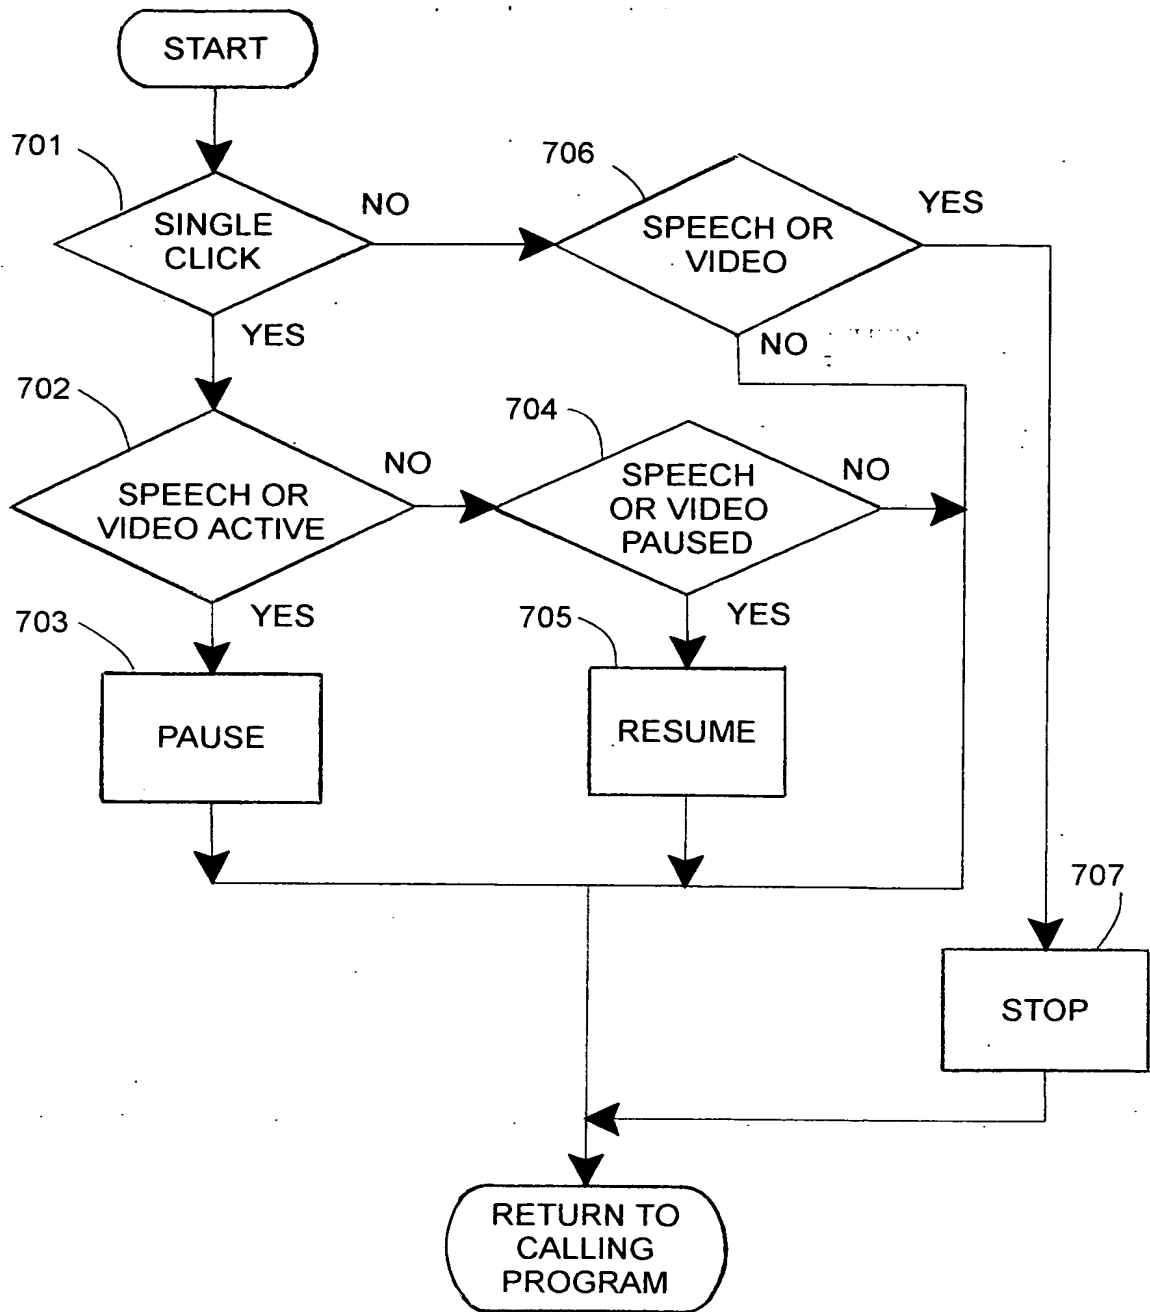 START
701
SINGLE
CLICK
NO
706
SPEECH OR
VIDEO
YES
YES
NO
702
SPEECH OR
VIDEO ACTIVE
NO
704
SPEECH
OR VIDEO
PAUSED
NO
YES
703
PAUSE
YES
705
RESUME
707
STOP
RETURN TO
CALLING
PROGRAM